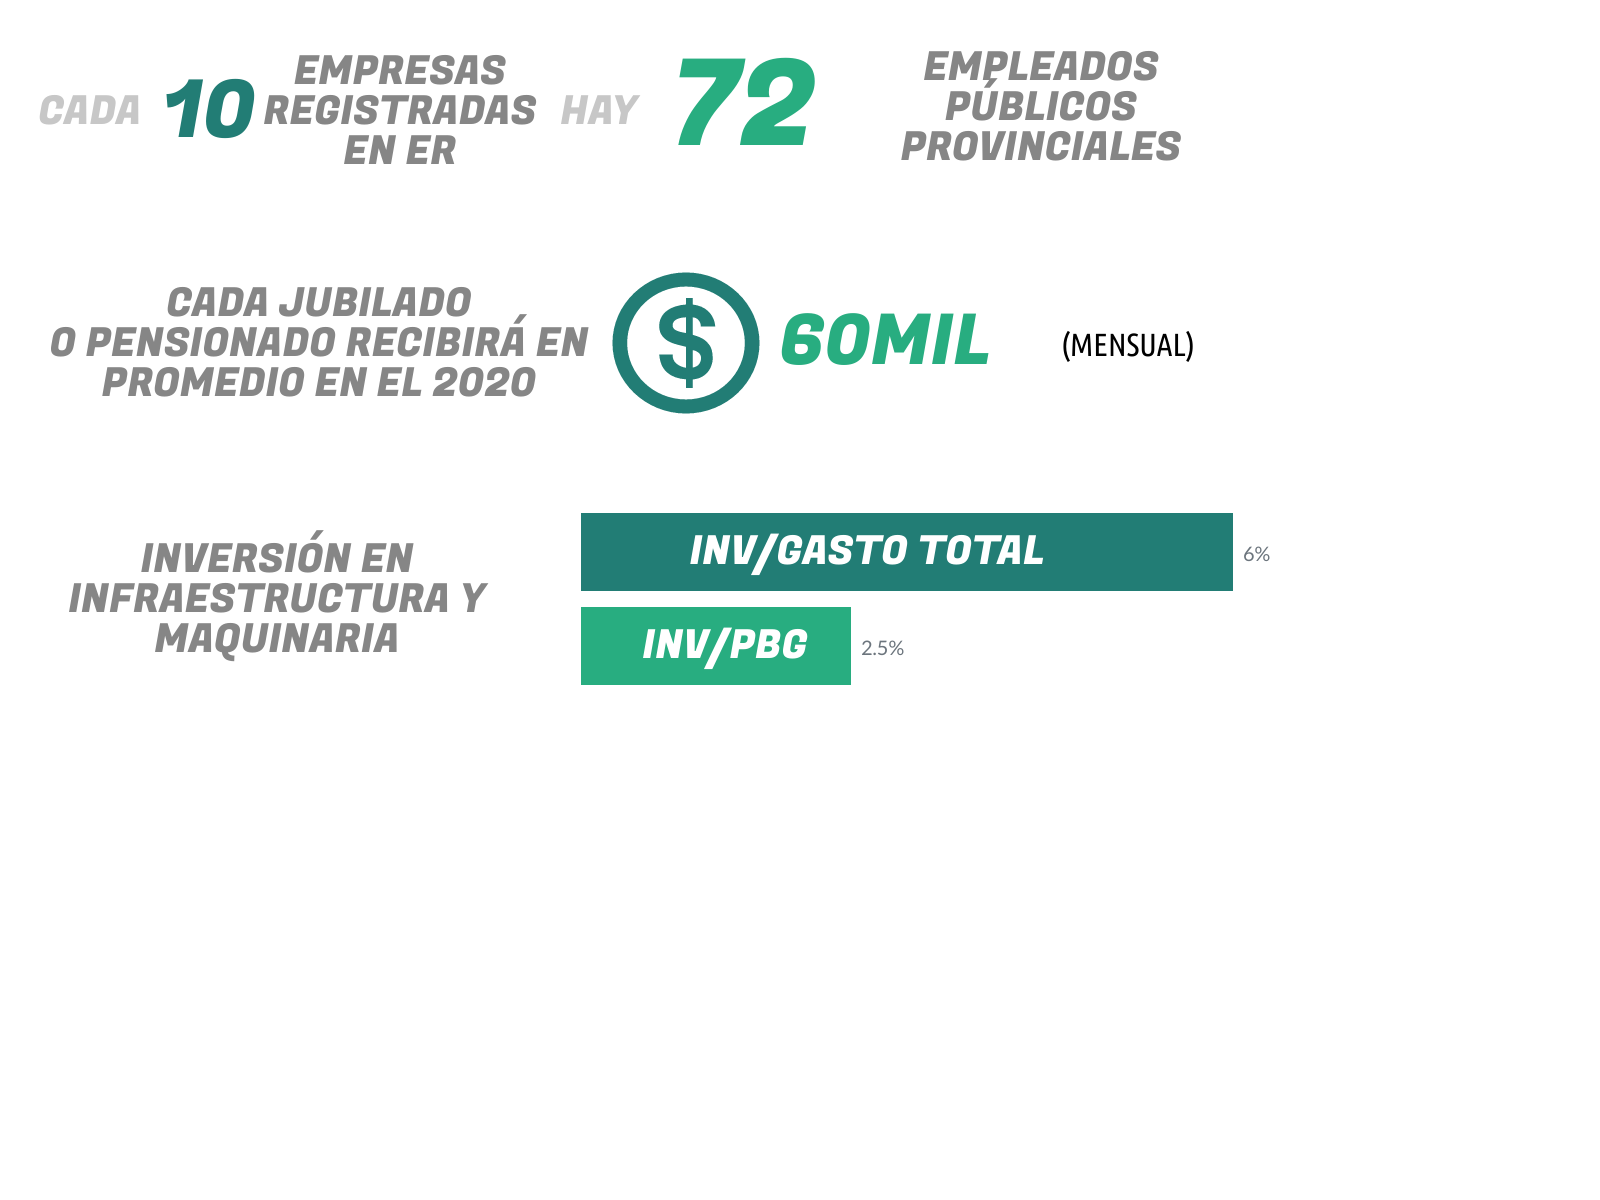 CADA
10
EMPRESAS
REGISTRADAS
EN ER
HAY
72
EMPLEADOS
PÚBLICOS
PROVINCIALES
CADA JUBILADO
O PENSIONADO RECIBIRÁ EN
PROMEDIO EN EL 2020
$
60MIL
(MENSUAL)
INVERSIÓN EN
INFRAESTRUCTURA Y
MAQUINARIA
INV/GASTO TOTAL
6%
INV/PBG
2.5%